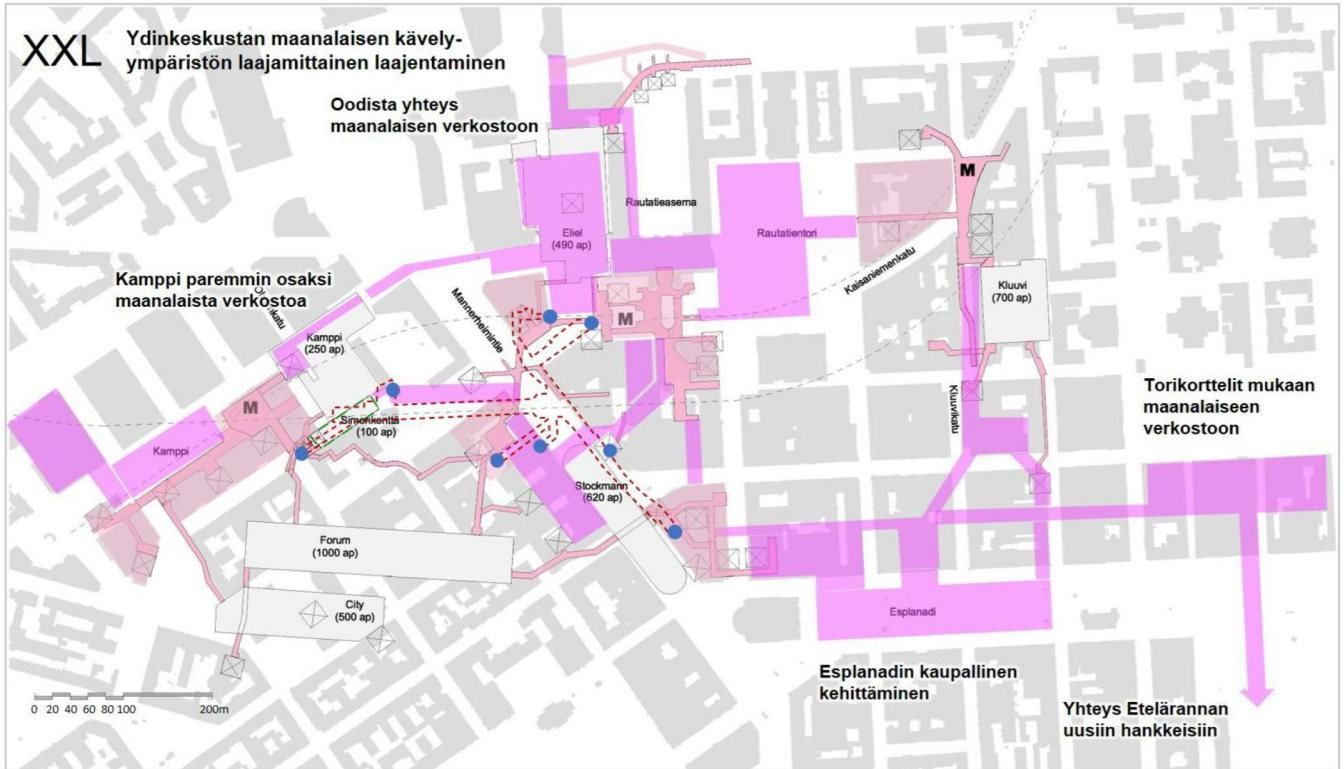 XXL
Ydinkeskustan maanalaisen kävely-
ympäristön laajamittainen laajentaminen
Oodista yhteys
maanalaisen verkostoon
M
Rautatieasema
Eliel
(490 ap)
Rautatientori
Kaisaniemenkatu
Kluuvi
(700 ap)
Kamppi paremmin osaksi
maanalaista verkostoa
Mannerheimintie
Kamppi
(250 ap)
M
Torikorttelit mukaan
maanalaiseen
verkostoon
Kluuvikatu
M
Simonkenttä
(100 ap)
Kamppi
Stockmann
(620 ap)
Forum
(1000 ap)
City
(500 ap)
Esplanadi
Esplanadin kaupallinen
kehittäminen
Yhteys Etelärannan
uusiin hankkeisiin
0 20 40 60 80 100 200m